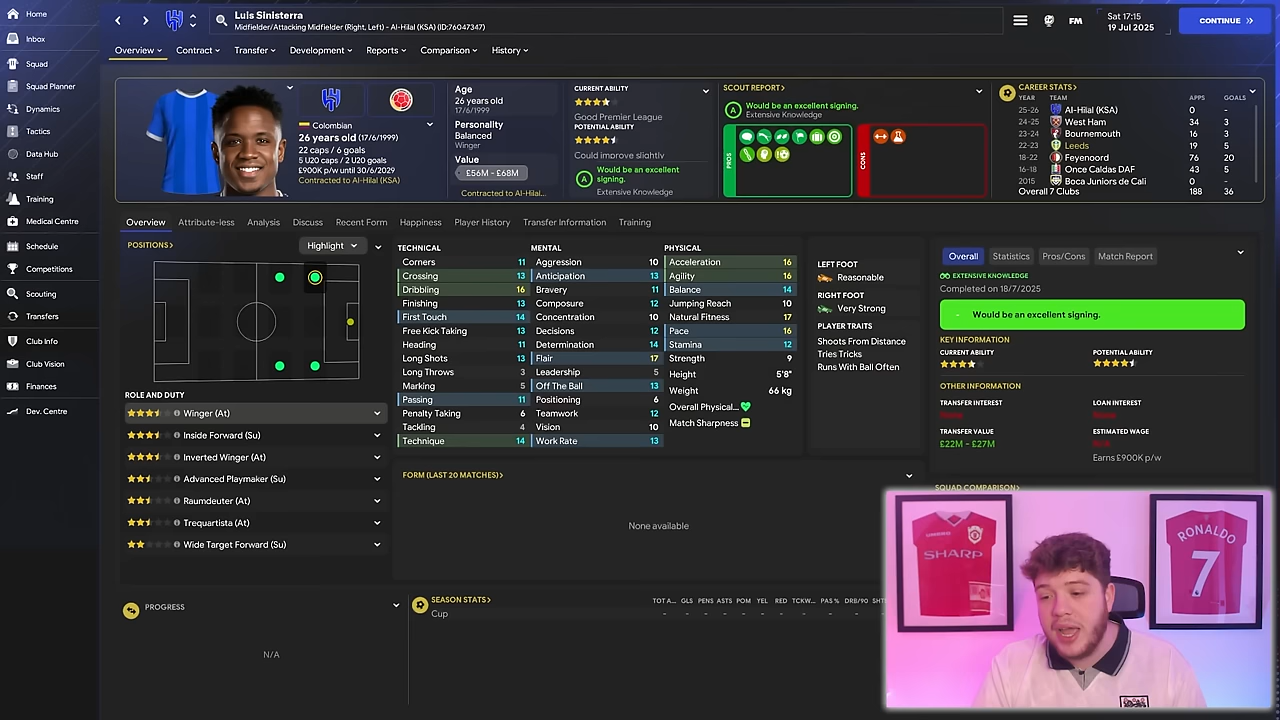 Home
Inbox
Squad
Squad Planner
Dynamics
Tactics
Data Hub
Staff
Training
Medical Centre
Schedule
Competitions
Scouting
Transfers
Club Info
Club Vision
Finances
Dev. Centre
Luis Sinisterra
Midfielder/Attacking Midfielder (Right, Left) - Al-Hilal (KSA) (ID:76047347)
FM
Sat 17:15
19 Jul 2025
CONTINUE
Overview
Contract
Transfer
Development
Reports
Comparison
History
Colombian
26 years old (17/6/1999)
22 caps / 6 goals
5 U20 caps / 2 U20 goals
£900K p/w until 30/6/2029
Contracted to Al-Hilal (KSA)
Age
26 years old
17/6/1999
Personality
Balanced
Winger
Value
£56M - £68M
Contracted to Al-Hilal...
CURRENT ABILITY
Good Premier League
POTENTIAL ABILITY
Could improve slightly
A
Would be an excellent signing.
Extensive Knowledge
SCOUT REPORT>
A
Would be an excellent signing.
Extensive Knowledge
PROS
CONS
CAREER STATS>
YEAR TEAM APPS GOALS
25-26 Al-Hilal (KSA) 0 -
24-25 West Ham 34 3
23-24 Bournemouth 16 3
22-23 Leeds 19 5
18-22 Feyenoord 76 20
16-18 Once Caldas DAF 43 5
2015 Boca Juniors de Cali - -
Overall 7 Clubs 188 36
Overview
Attribute-less
Analysis
Discuss
Recent Form
Happiness
Player History
Transfer Information
Training
POSITIONS>
Highlight
ROLE AND DUTY
Winger (At)
Inside Forward (Su)
Inverted Winger (At)
Advanced Playmaker (Su)
Raumdeuter (At)
Trequartista (At)
Wide Target Forward (Su)
TECHNICAL
Corners 11
Crossing 13
Dribbling 16
Finishing 13
First Touch 14
Free Kick Taking 13
Heading 11
Long Shots 13
Long Throws 3
Marking 5
Passing 11
Penalty Taking 6
Tackling 4
Technique 14
MENTAL
Aggression 10
Anticipation 13
Bravery 11
Composure 12
Concentration 10
Decisions 12
Determination 14
Flair 17
Leadership 5
Off The Ball 13
Positioning 6
Teamwork 12
Vision 10
Work Rate 13
PHYSICAL
Acceleration 16
Agility 16
Balance 14
Jumping Reach 10
Natural Fitness 17
Pace 16
Stamina 12
Strength 9
Height 5'8"
Weight 66 kg
Overall Physical...
Match Sharpness
LEFT FOOT
Reasonable
RIGHT FOOT
Very Strong
PLAYER TRAITS
Shoots From Distance
Tries Tricks
Runs With Ball Often
Overall
Statistics
Pros/Cons
Match Report
EXTENSIVE KNOWLEDGE
Completed on 18/7/2025
- Would be an excellent signing.
KEY INFORMATION
CURRENT ABILITY
POTENTIAL ABILITY
OTHER INFORMATION
TRANSFER INTEREST
LOAN INTEREST
TRANSFER VALUE
£22M - £27M
ESTIMATED WAGE
Earns £900K p/w
SQUAD COMPARISON>
FORM (LAST 20 MATCHES)>
None available
PROGRESS
N/A
SEASON STATS>
TOT A... GLS PENS ASTS POM YEL RED TCKW... PAS % DRB/90
Cup
- - - - - - - - - -
SHARP
RONALDO
7